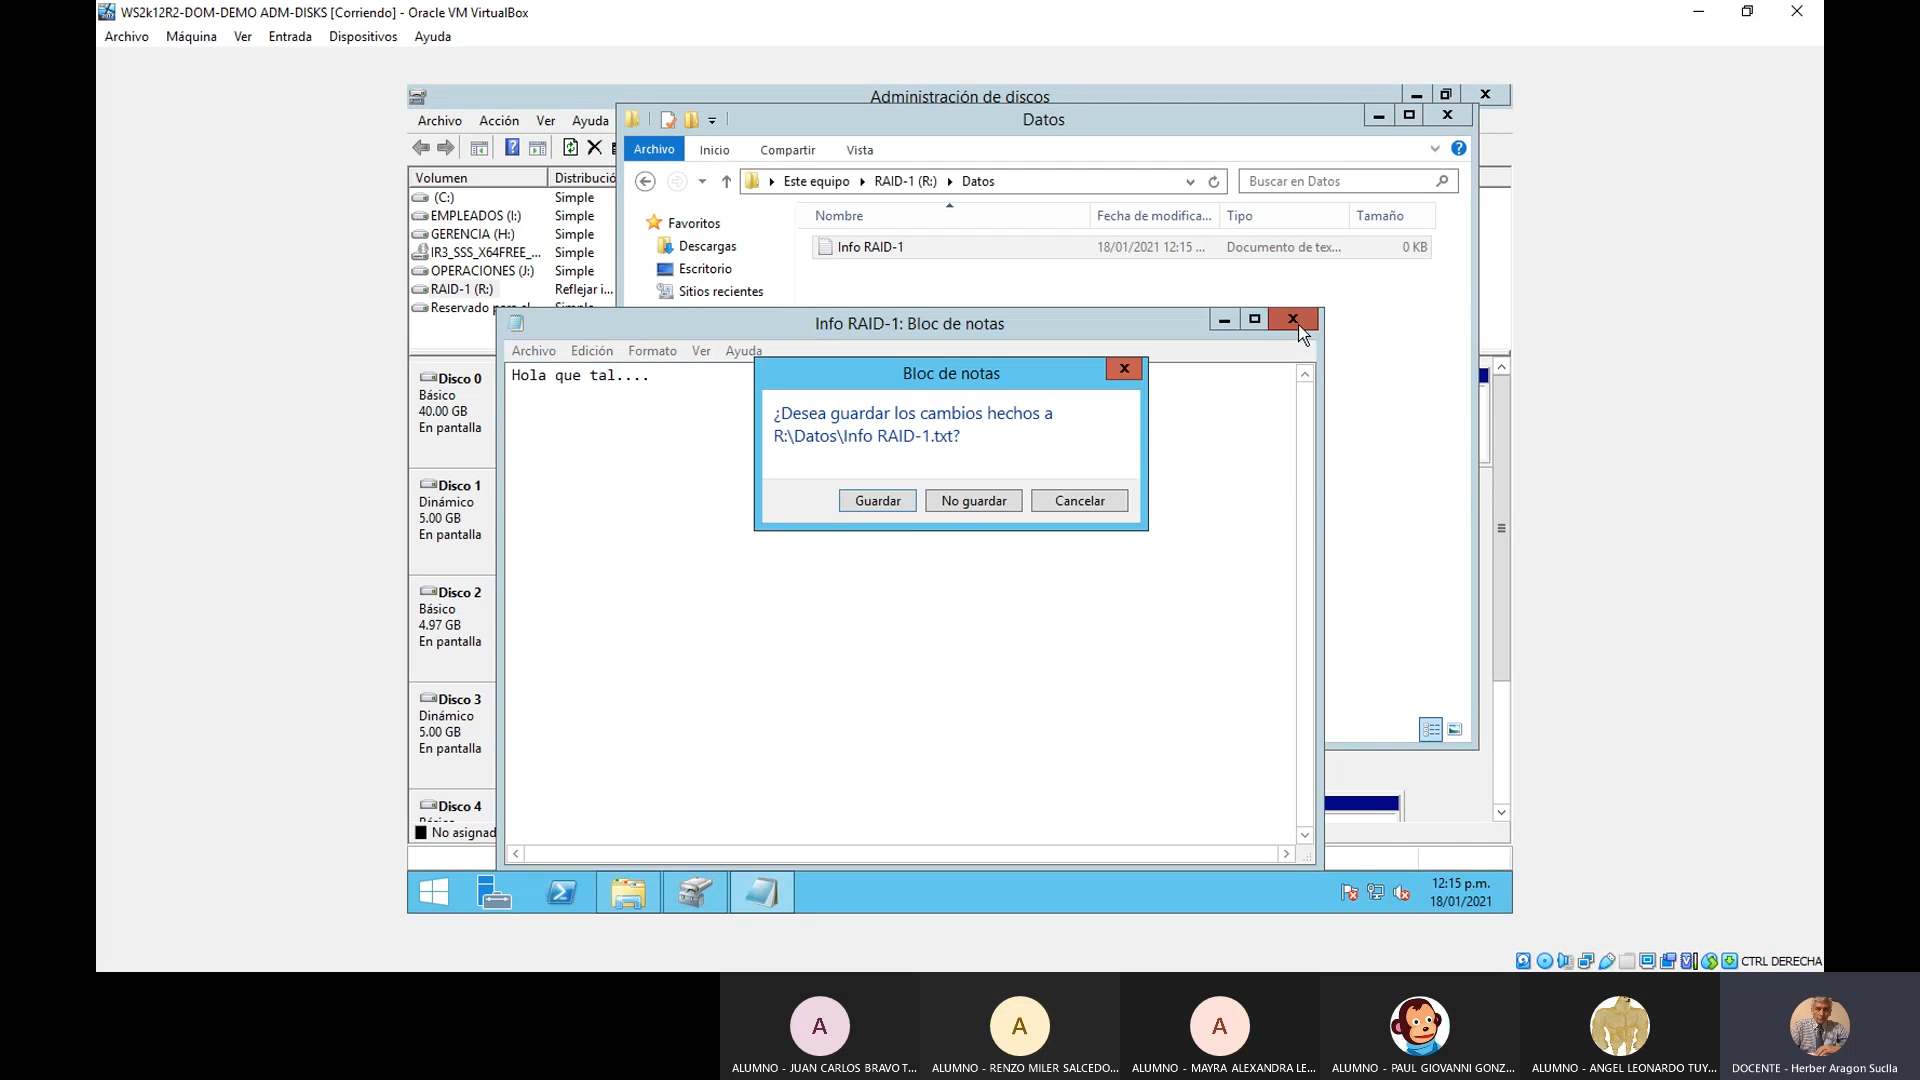 WS2k12R2-DOM-DEMO ADM-DISKS [Corriendo] - Oracle VM VirtualBox
Archivo Máquina Ver Entrada Dispositivos Ayuda
Administración de discos
Archivo Acción Ver Ayuda
Datos
Archivo Inicio Compartir Vista
Este equipo RAID-1 (R:) Datos
Buscar en Datos
Volumen Distribució
(C:) Simple
EMPLEADOS (I:) Simple
GERENCIA (H:) Simple
IR3_SSS_X64FREE_... Simple
OPERACIONES (J:) Simple
RAID-1 (R:) Reflejar i...
Reservado
Favoritos
Descargas
Escritorio
Sitios recientes
Nombre Fecha de modifica... Tipo Tamaño
Info RAID-1 18/01/2021 12:15 ... Documento de tex... 0 KB
Info RAID-1: Bloc de notas
Archivo Edición Formato Ver Ayuda
Hola que tal....
Bloc de notas
¿Desea guardar los cambios hechos a
R:\Datos\Info RAID-1.txt?
Guardar No guardar Cancelar
Disco 0
Básico
40.00 GB
En pantalla
Disco 1
Dinámico
5.00 GB
En pantalla
Disco 2
Básico
4.97 GB
En pantalla
Disco 3
Dinámico
5.00 GB
En pantalla
Disco 4
No asignad
12:15 p.m.
18/01/2021
CTRL DERECHA
A A A
ALUMNO - JUAN CARLOS BRAVO T... ALUMNO - RENZO MILER SALCEDO... ALUMNO - MAYRA ALEXANDRA LE... ALUMNO - PAUL GIOVANNI GONZ... ALUMNO - ANGEL LEONARDO TUY... DOCENTE - Herber Aragon Suclla